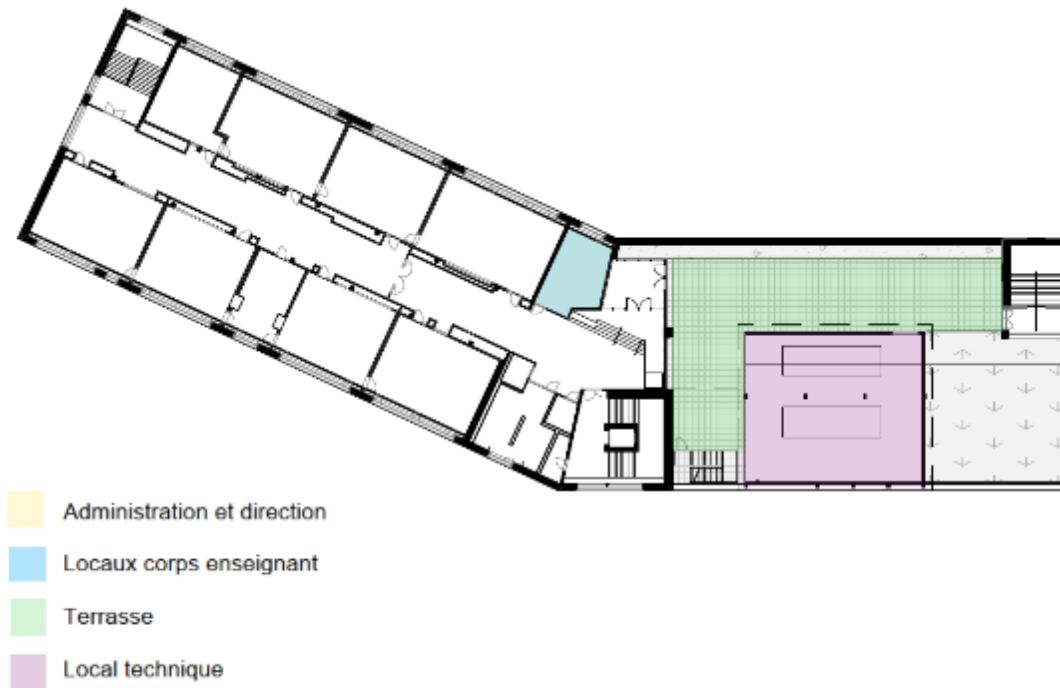 Administration et direction
Locaux corps enseignant
Terrasse
Local technique